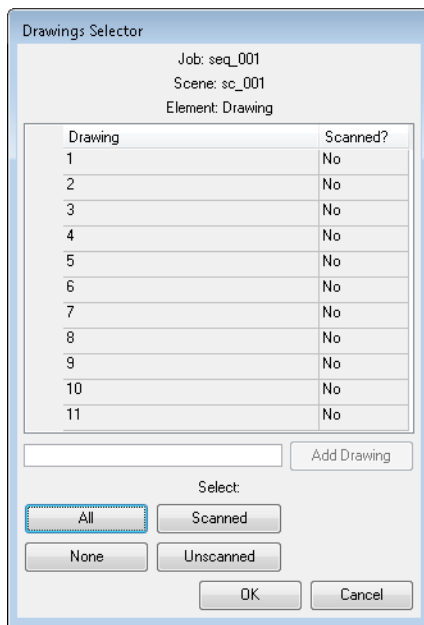 Drawings Selector
Job: seq_001
Scene: sc_001
Element: Drawing
Drawing Scanned?
1 No
2 No
3 No
4 No
5 No
6 No
7 No
8 No
9 No
10 No
11 No
Add Drawing
Select:
All Scanned
None Unscanned
OK Cancel